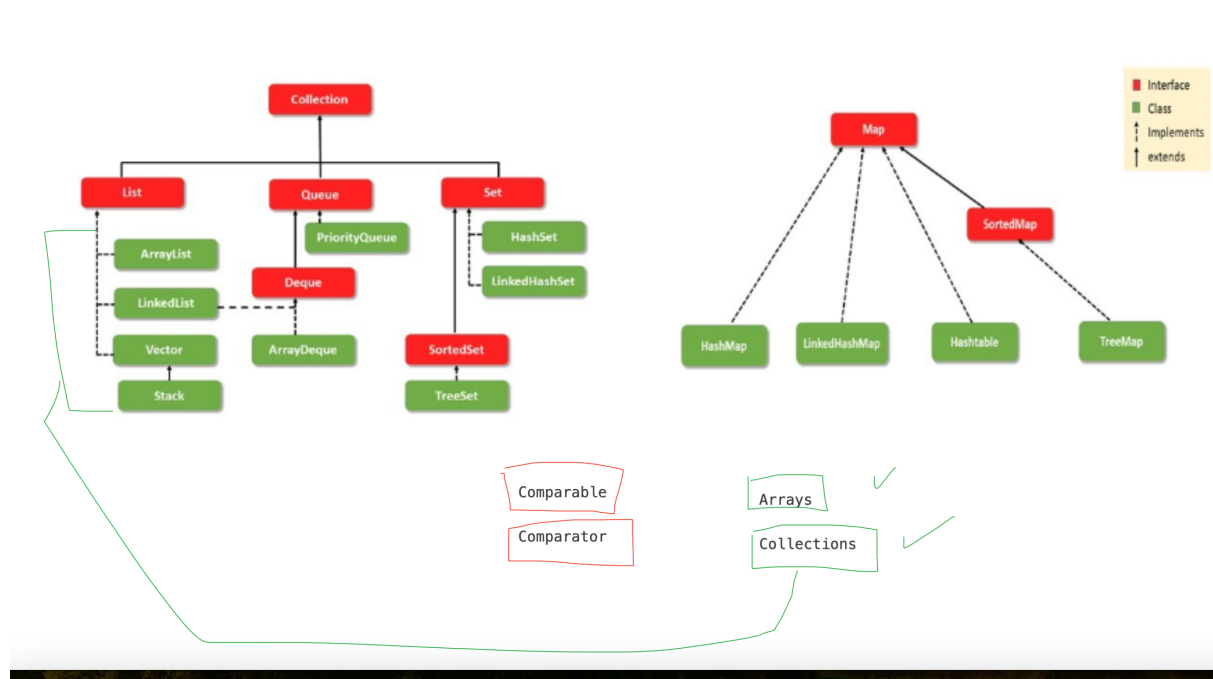 Collection
List
Queue
Set
PriorityQueue
HashSet
ArrayList
Deque
LinkedHashSet
LinkedList
Vector
ArrayDeque
SortedSet
Stack
TreeSet
Map
SortedMap
HashMap
LinkedHashMap
Hashtable
TreeMap
Interface
Class
Implements
extends
Comparable
Comparator
Arrays
Collections